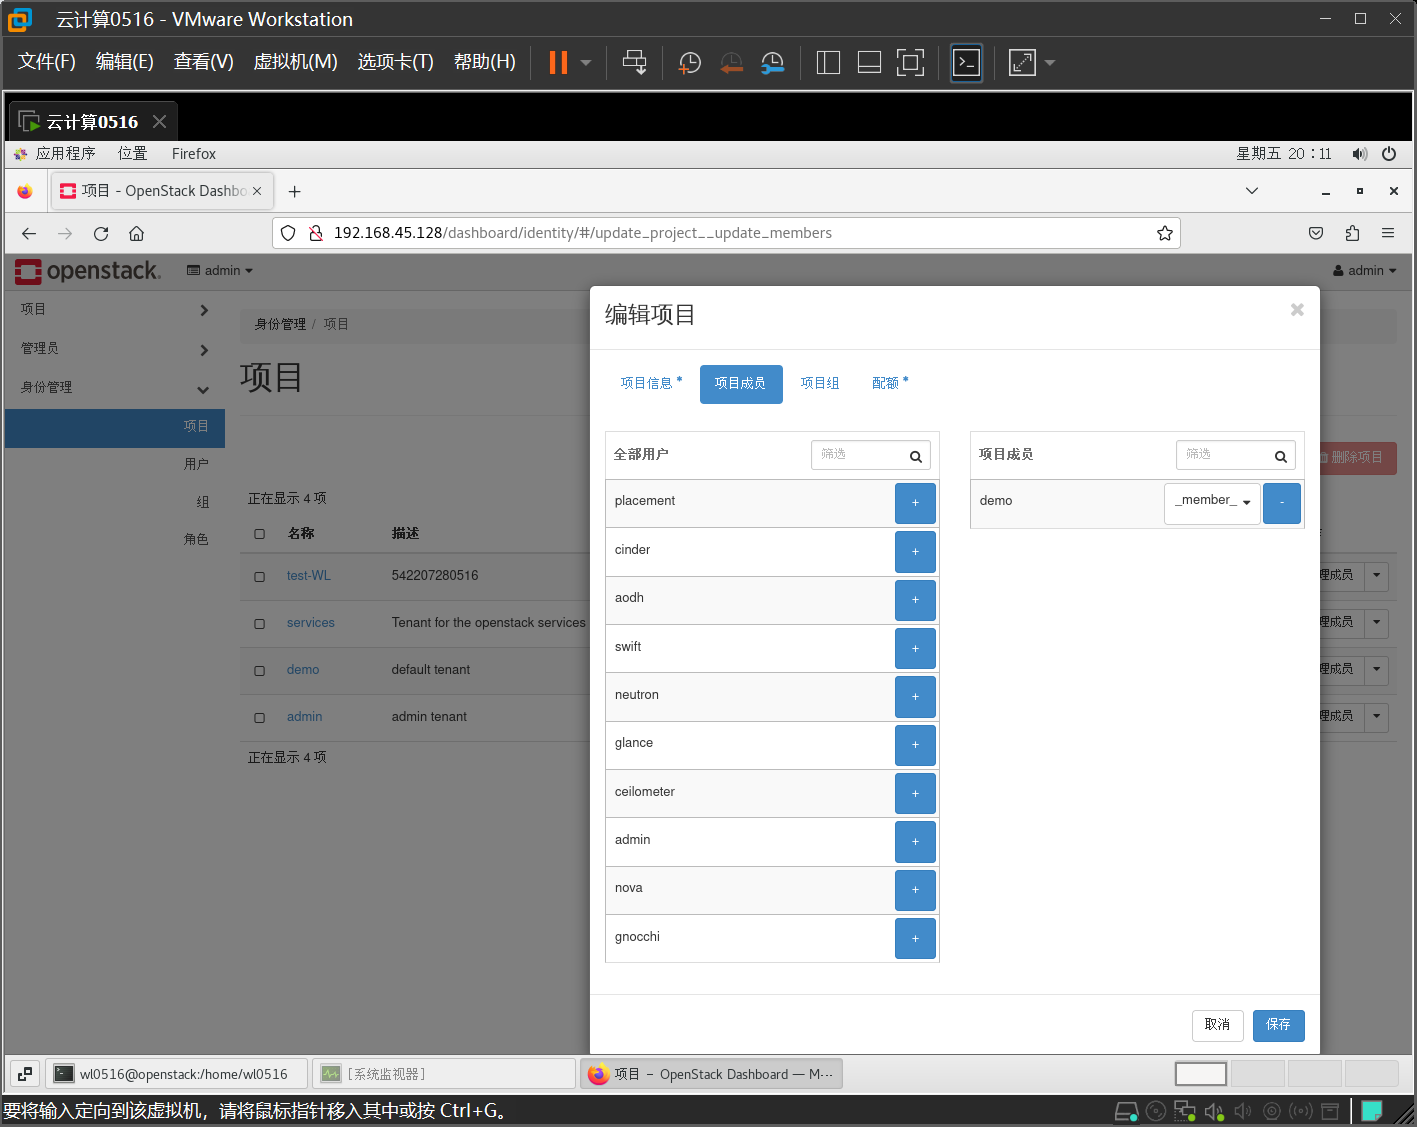 云计算0516 - VMware Workstation
文件(F) 编辑(E) 查看(V) 虚拟机(M) 选项卡(T) 帮助(H)
云计算0516
应用程序 位置 Firefox 星期五 20：11
项目 - OpenStack Dashbo
192.168.45.128/dashboard/identity/#/update_project__update_members
openstack. admin admin
项目
管理员
身份管理
项目
用户
组
角色
身份管理 / 项目
项目
删除项目
正在显示 4 项
名称 描述
test-WL 542207280516 理成员
services Tenant for the openstack services 理成员
demo default tenant 理成员
admin admin tenant 理成员
正在显示 4 项
编辑项目 ×
项目信息 * 项目成员 项目组 配额 *
全部用户 筛选
placement +
cinder +
aodh +
swift +
neutron +
glance +
ceilometer +
admin +
nova +
gnocchi +
项目成员 筛选
demo _member_ -
取消 保存
wl0516@openstack:/home/wl0516 [系统监视器] 项目 – OpenStack Dashboard — M···
要将输入定向到该虚拟机，请将鼠标指针移入其中或按 Ctrl+G。